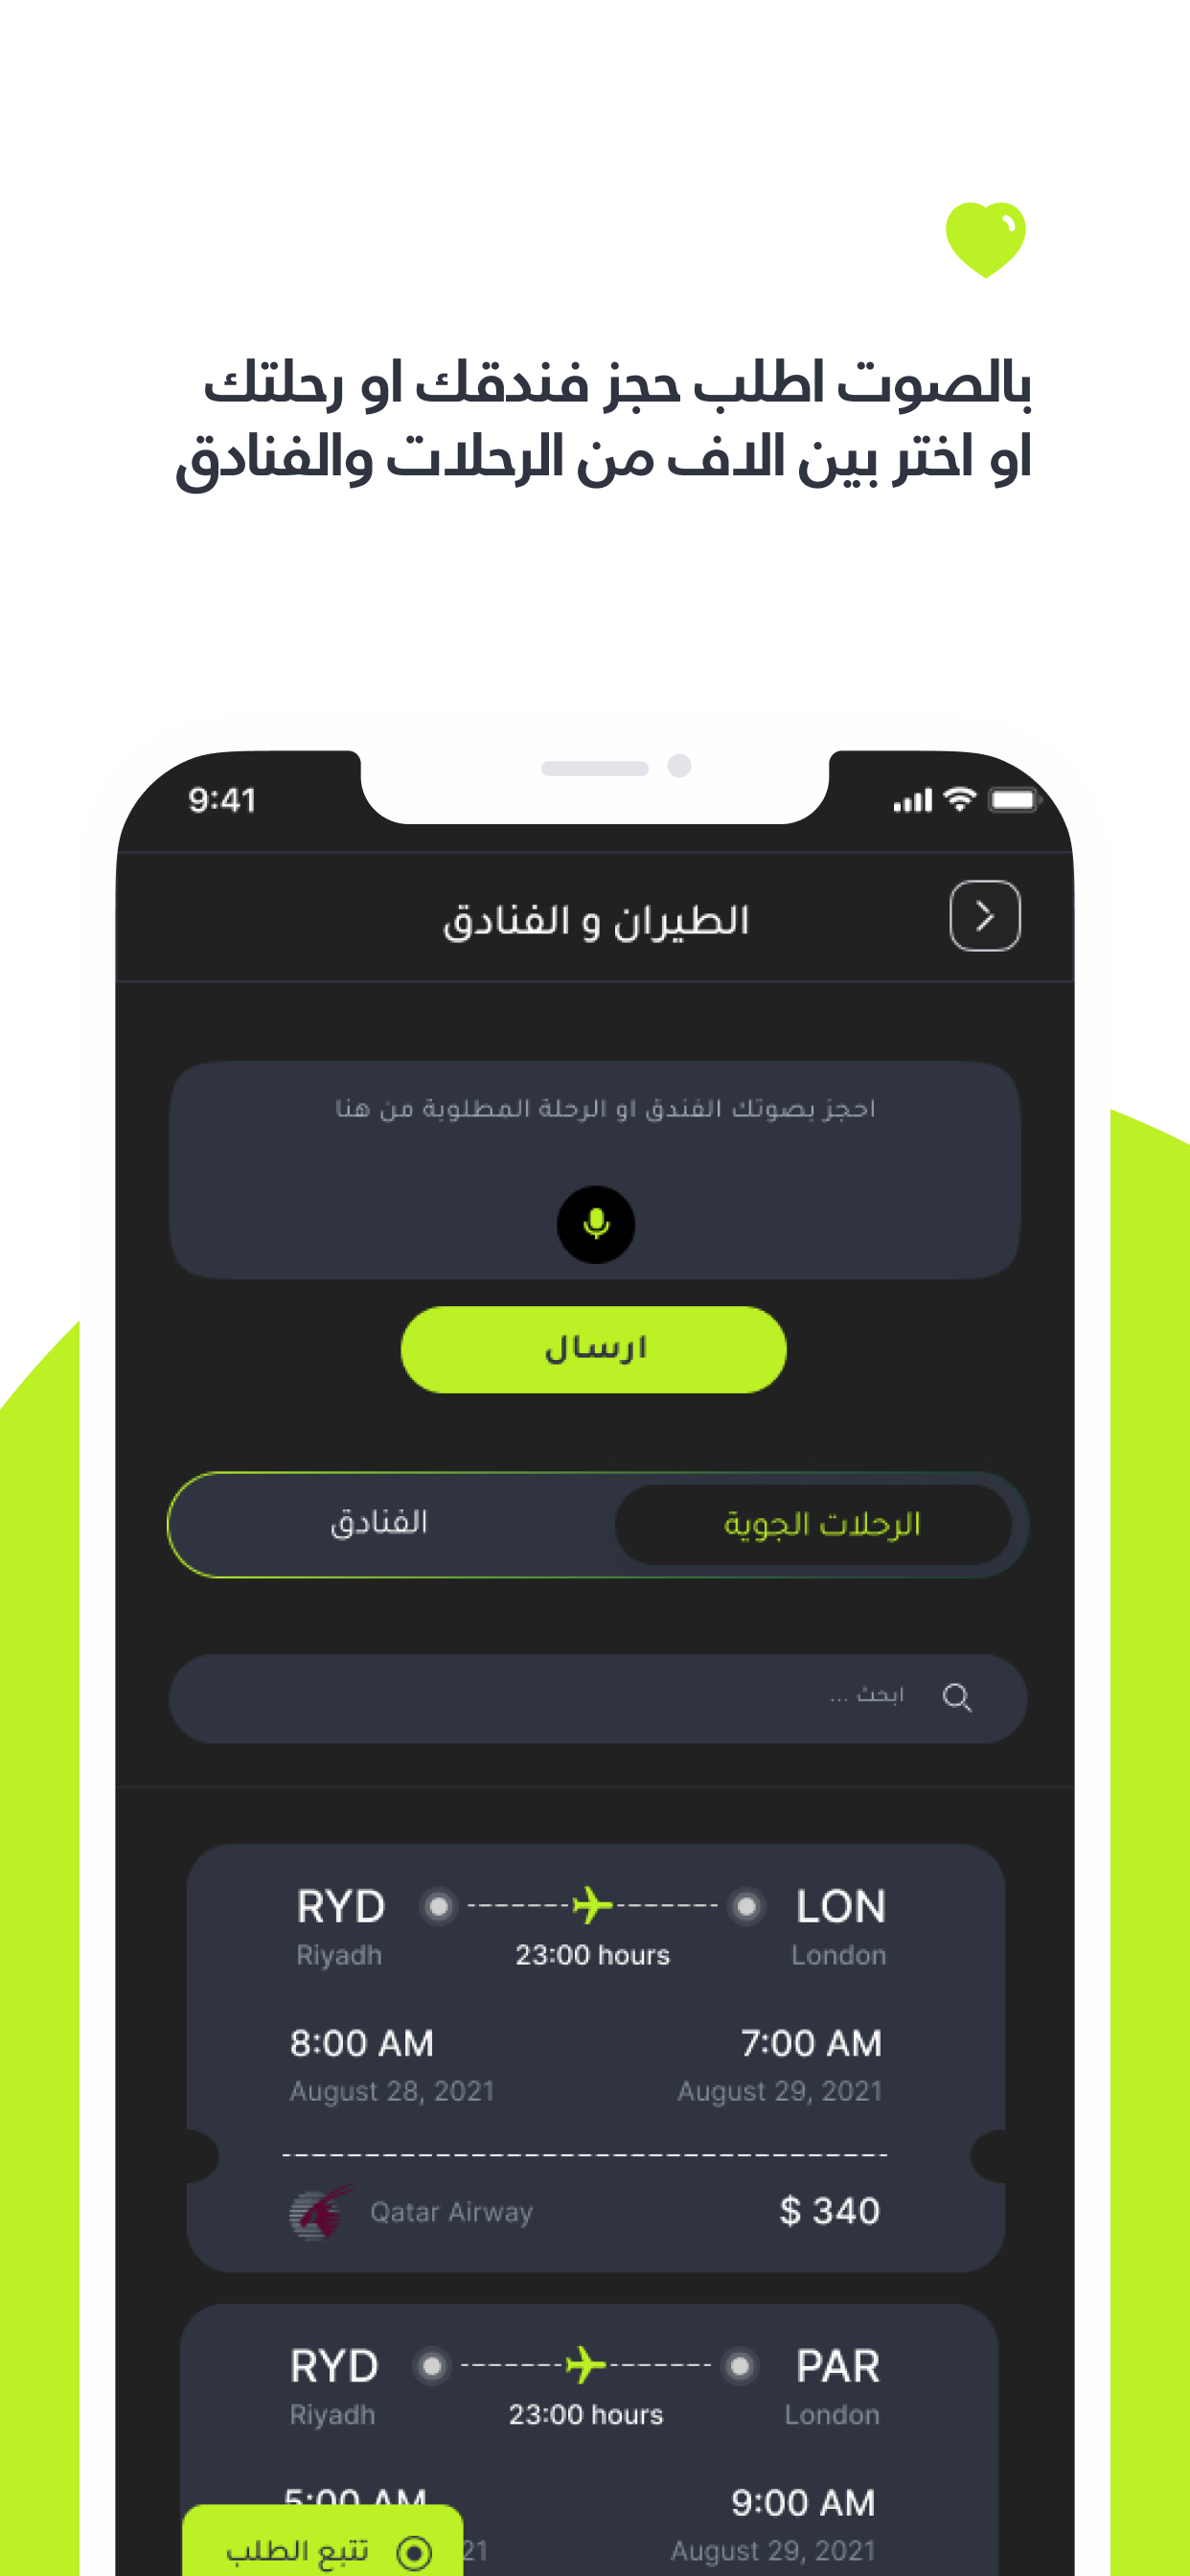 بالصوت اطلب حجز فندقك او رحلتك
او اختر بين الاف من الرحلات والفنادق
9:41
الطيران و الفنادق
احجز بصوتك الفندق او الرحلة المطلوبة من هنا
ارسال
الرحلات الجوية الفنادق
ابحث ...
RYD LON
Riyadh 23:00 hours London
8:00 AM 7:00 AM
August 28, 2021 August 29, 2021
Qatar Airway $ 340
RYD PAR
Riyadh 23:00 hours London
5:00 AM 9:00 AM
21 August 29, 2021
تتبع الطلب